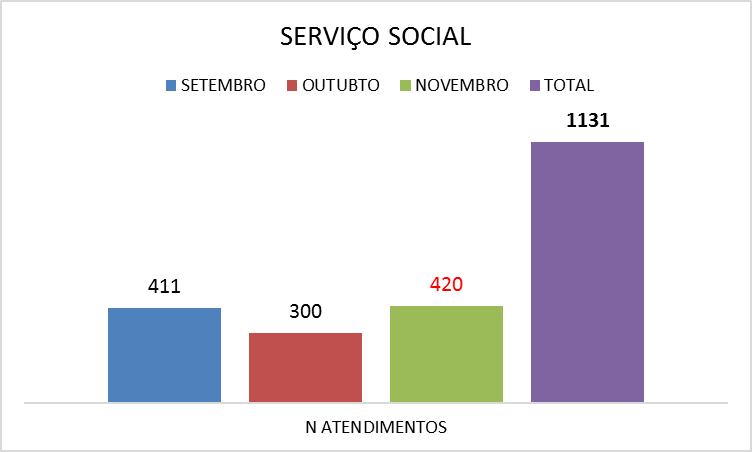 SERVIÇO SOCIAL
SETEMBRO OUTUBTO NOVEMBRO TOTAL
1131
411
300
420
N ATENDIMENTOS